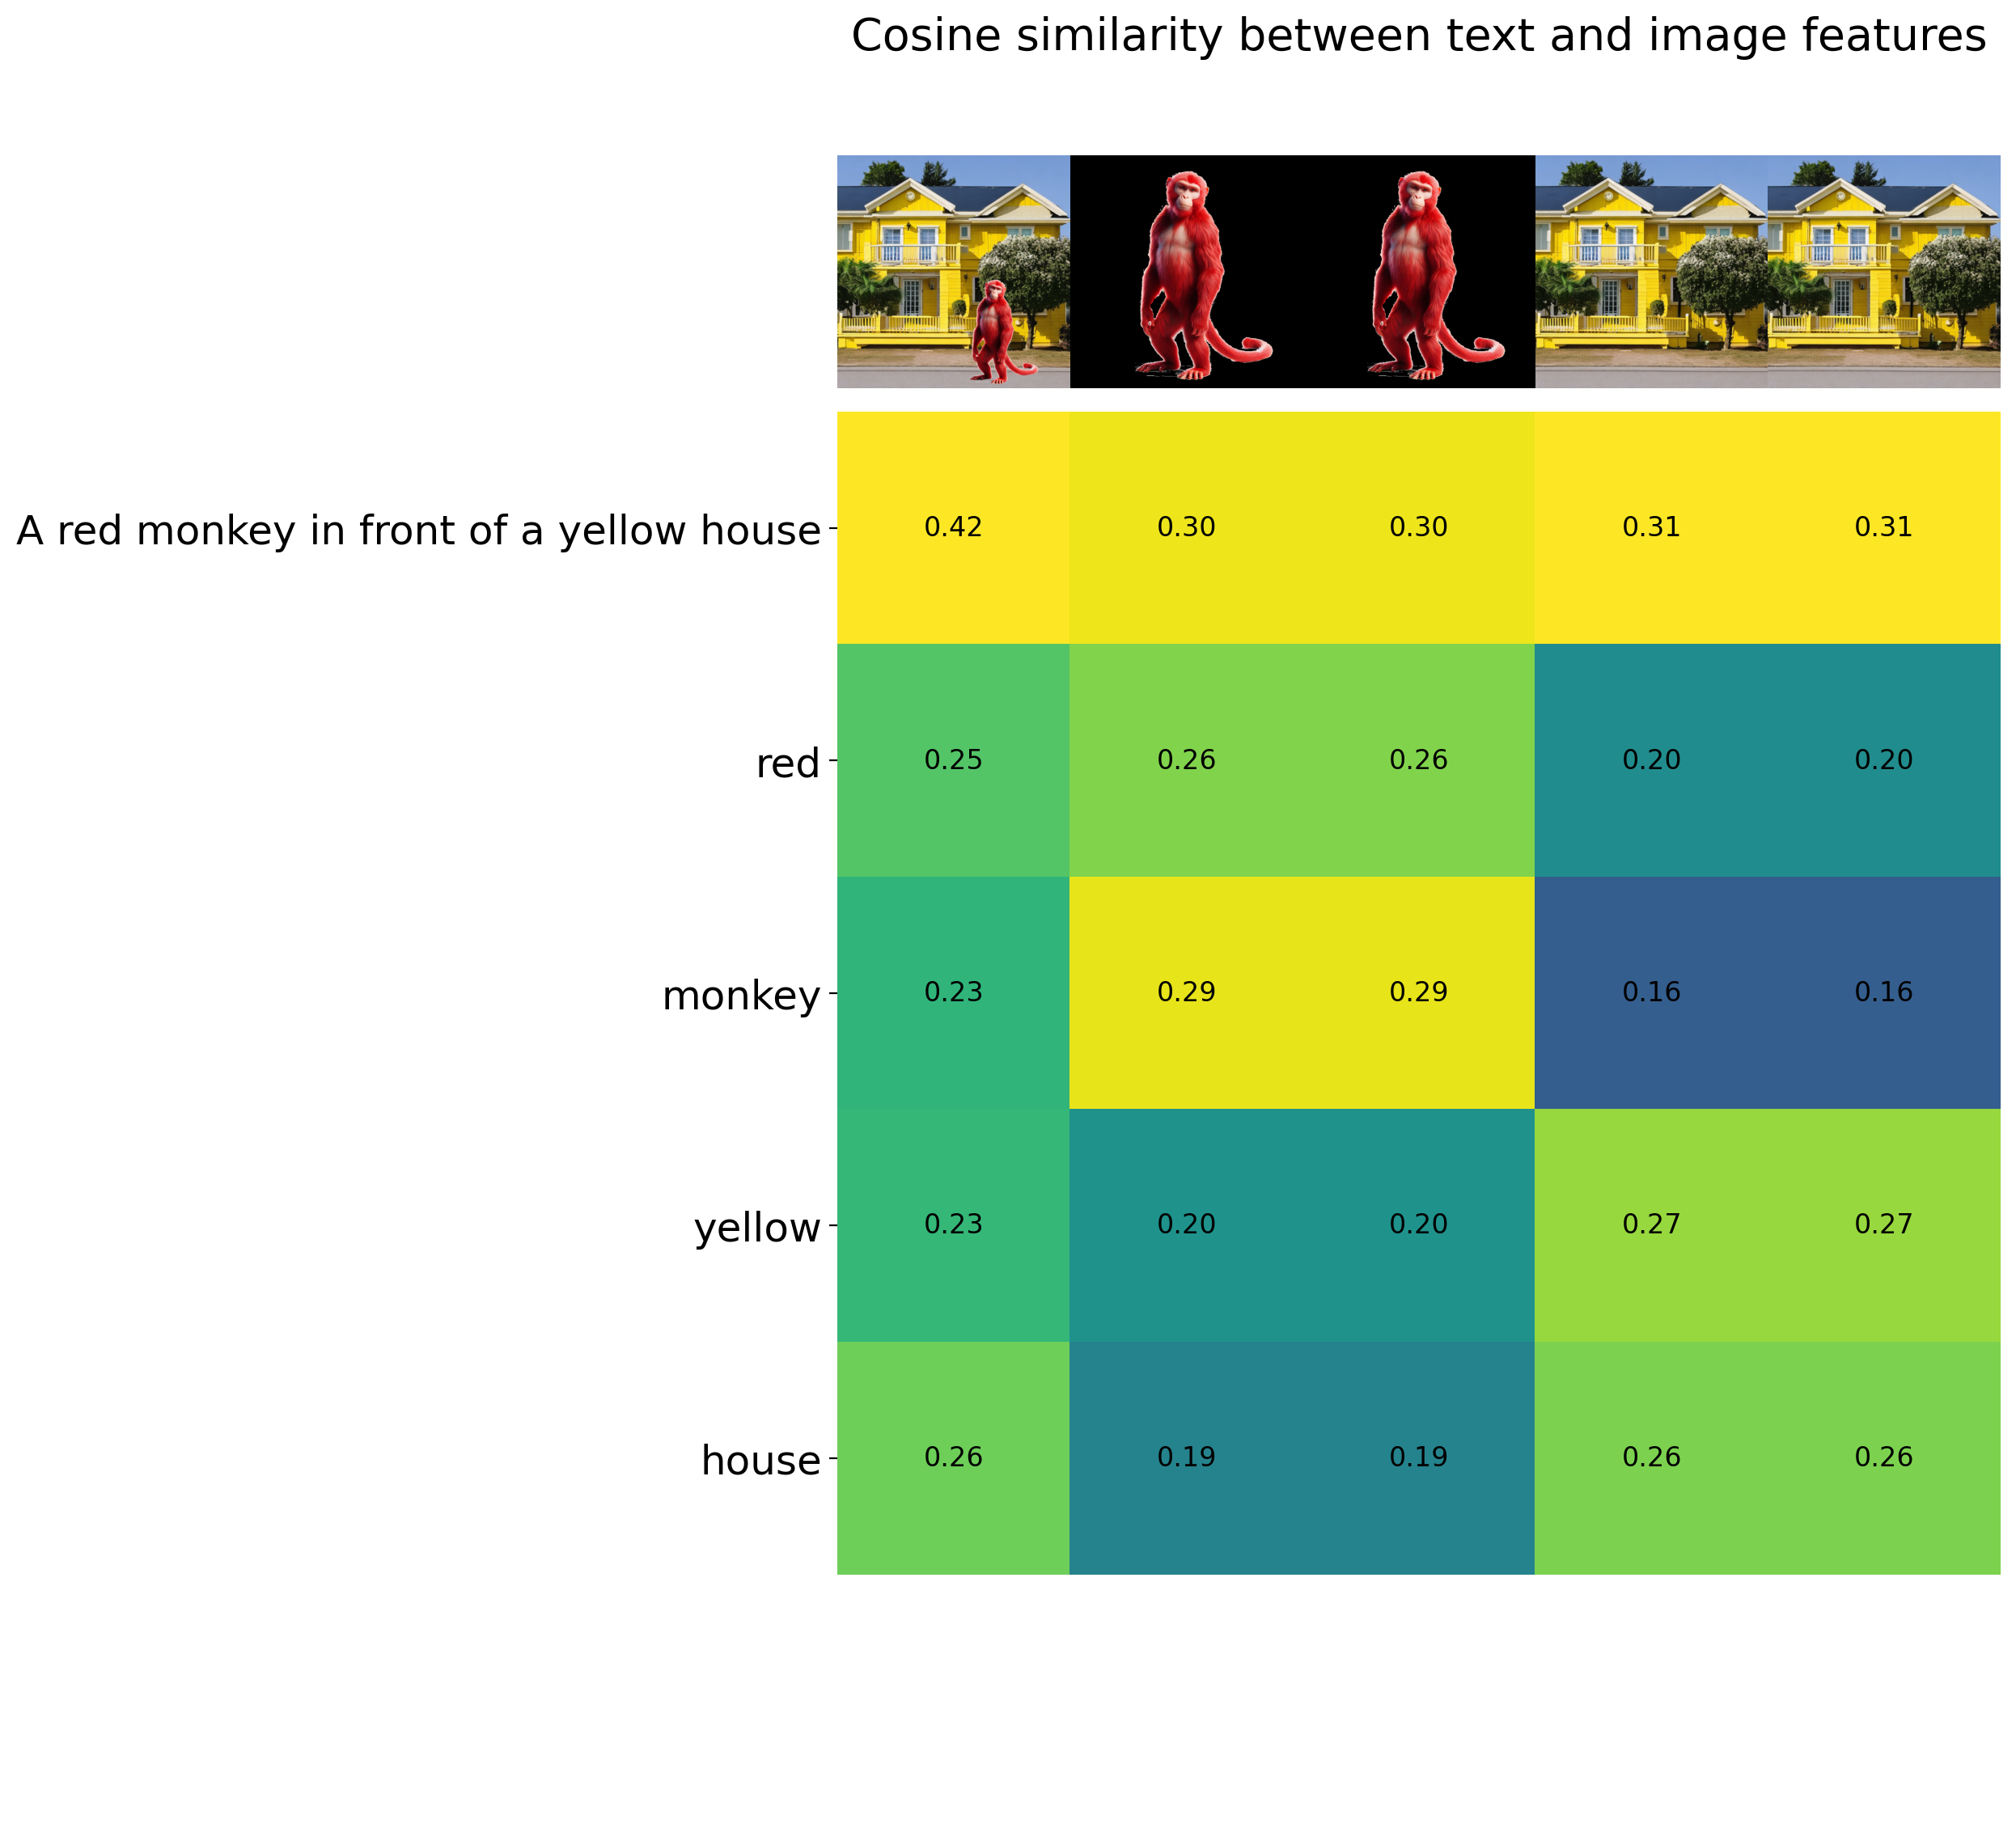 Cosine similarity between text and image features
A red monkey in front of a yellow house 0.42 0.30 0.30 0.31 0.31
red 0.25 0.26 0.26 0.20 0.20
monkey 0.23 0.29 0.29 0.16 0.16
yellow 0.23 0.20 0.20 0.27 0.27
house 0.26 0.19 0.19 0.26 0.26